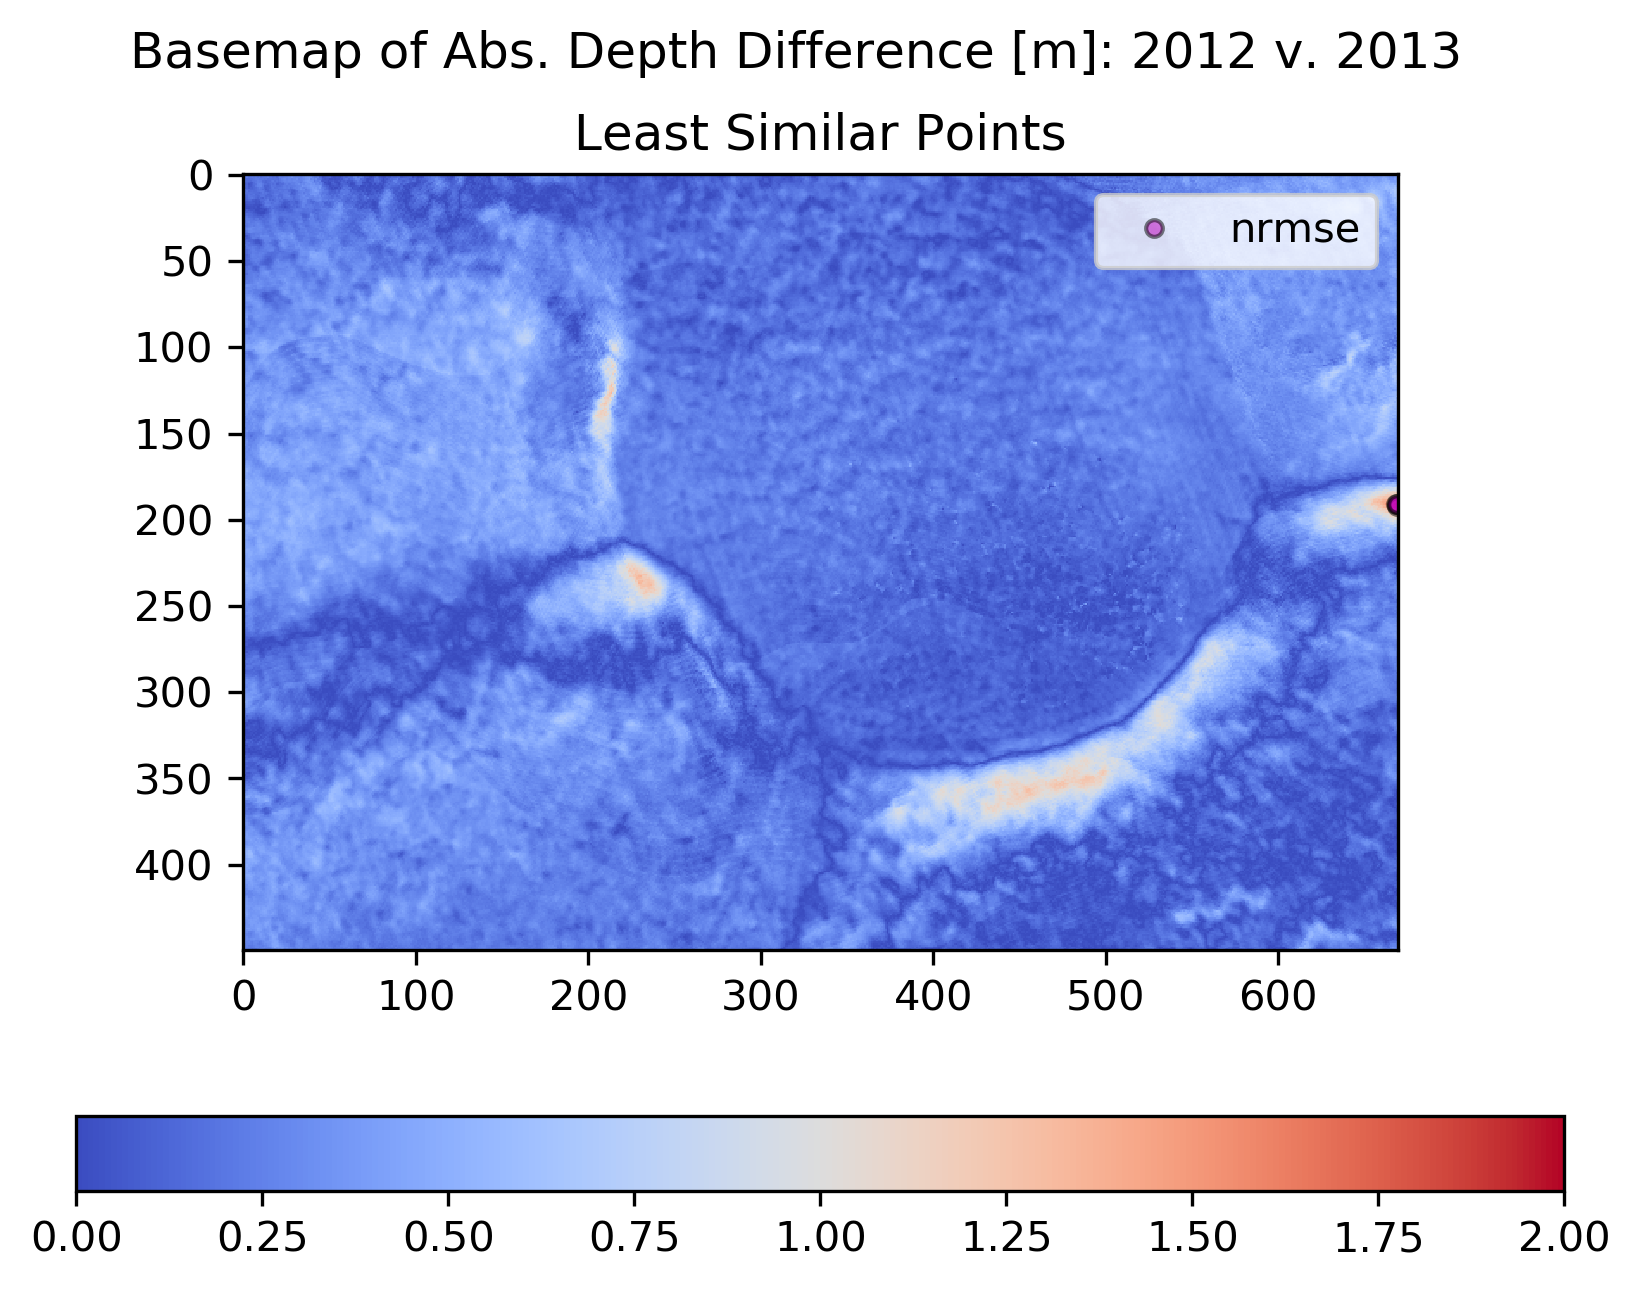 Basemap of Abs. Depth Difference [m]: 2012 v. 2013
Least Similar Points
nrmse
0
50
100
150
200
250
300
350
400
0 100 200 300 400 500 600
0.00 0.25 0.50 0.75 1.00 1.25 1.50 1.75 2.00